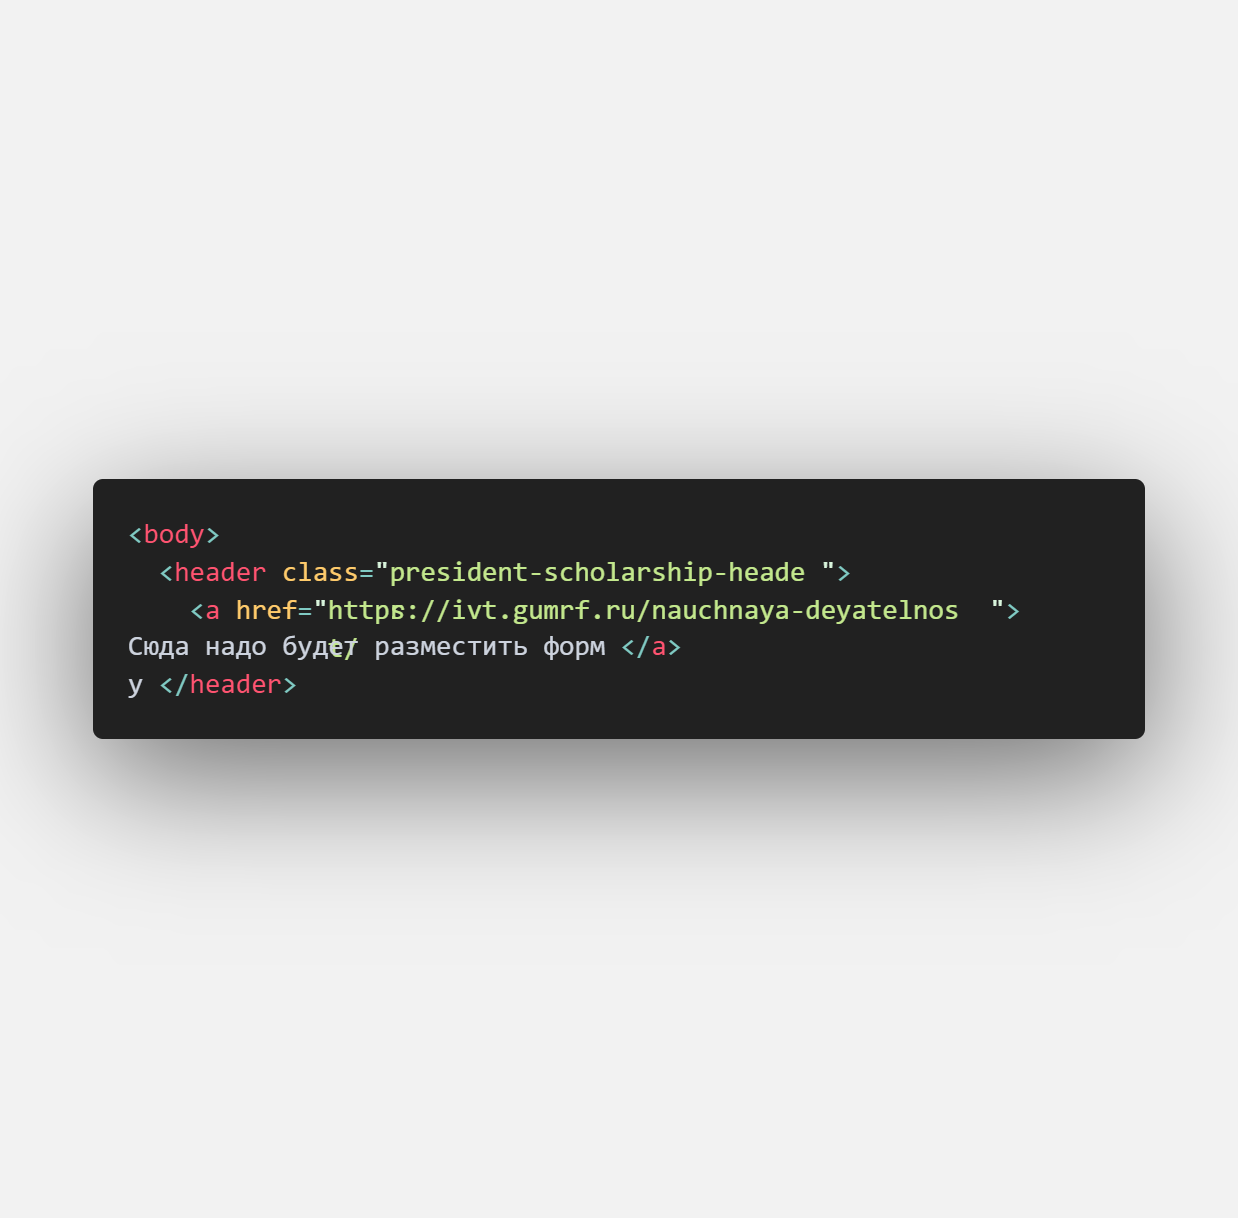 <body>
<header class="president-scholarship-heade ">
<a href="https://ivt.gumrf.ru/nauchnaya-deyatelnos ">
t/
Сюда надо будет разместить форм </a>
у </header>